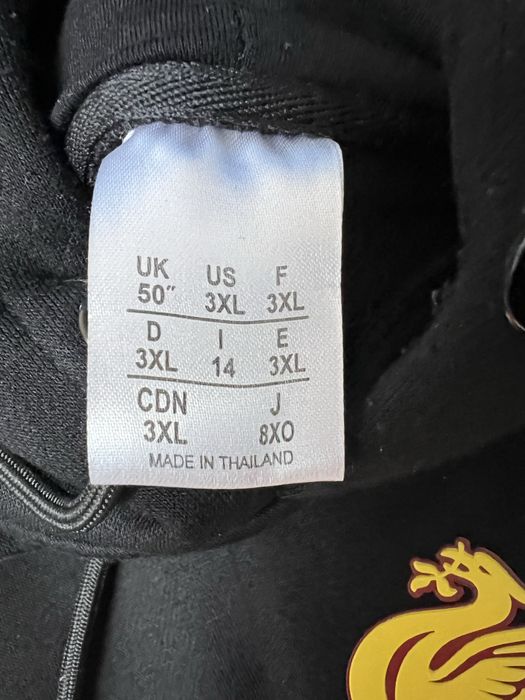 UK US F
50" 3XL 3XL
D I E
3XL 14 3XL
CDN J
3XL 8XO
MADE IN THAILAND